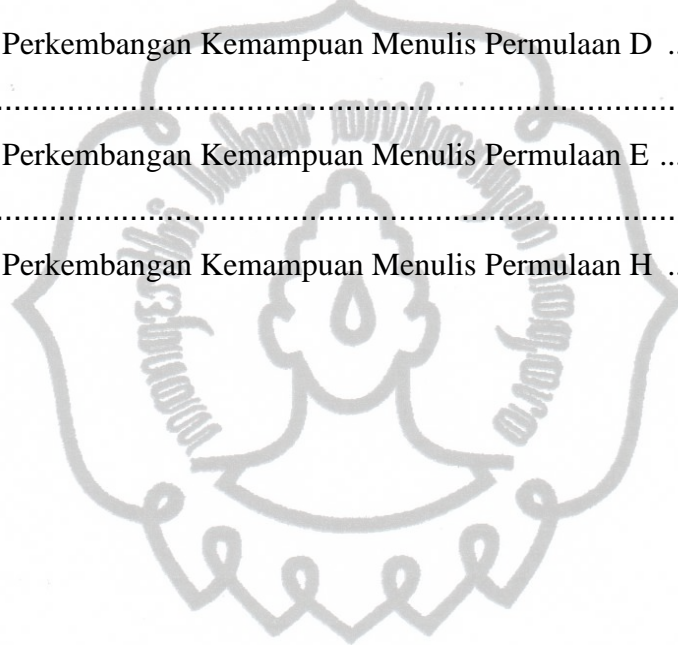 Perkembangan Kemampuan Menulis Permulaan D ..
........................................................................
Perkembangan Kemampuan Menulis Permulaan E ...
........................................................................
Perkembangan Kemampuan Menulis Permulaan H ..